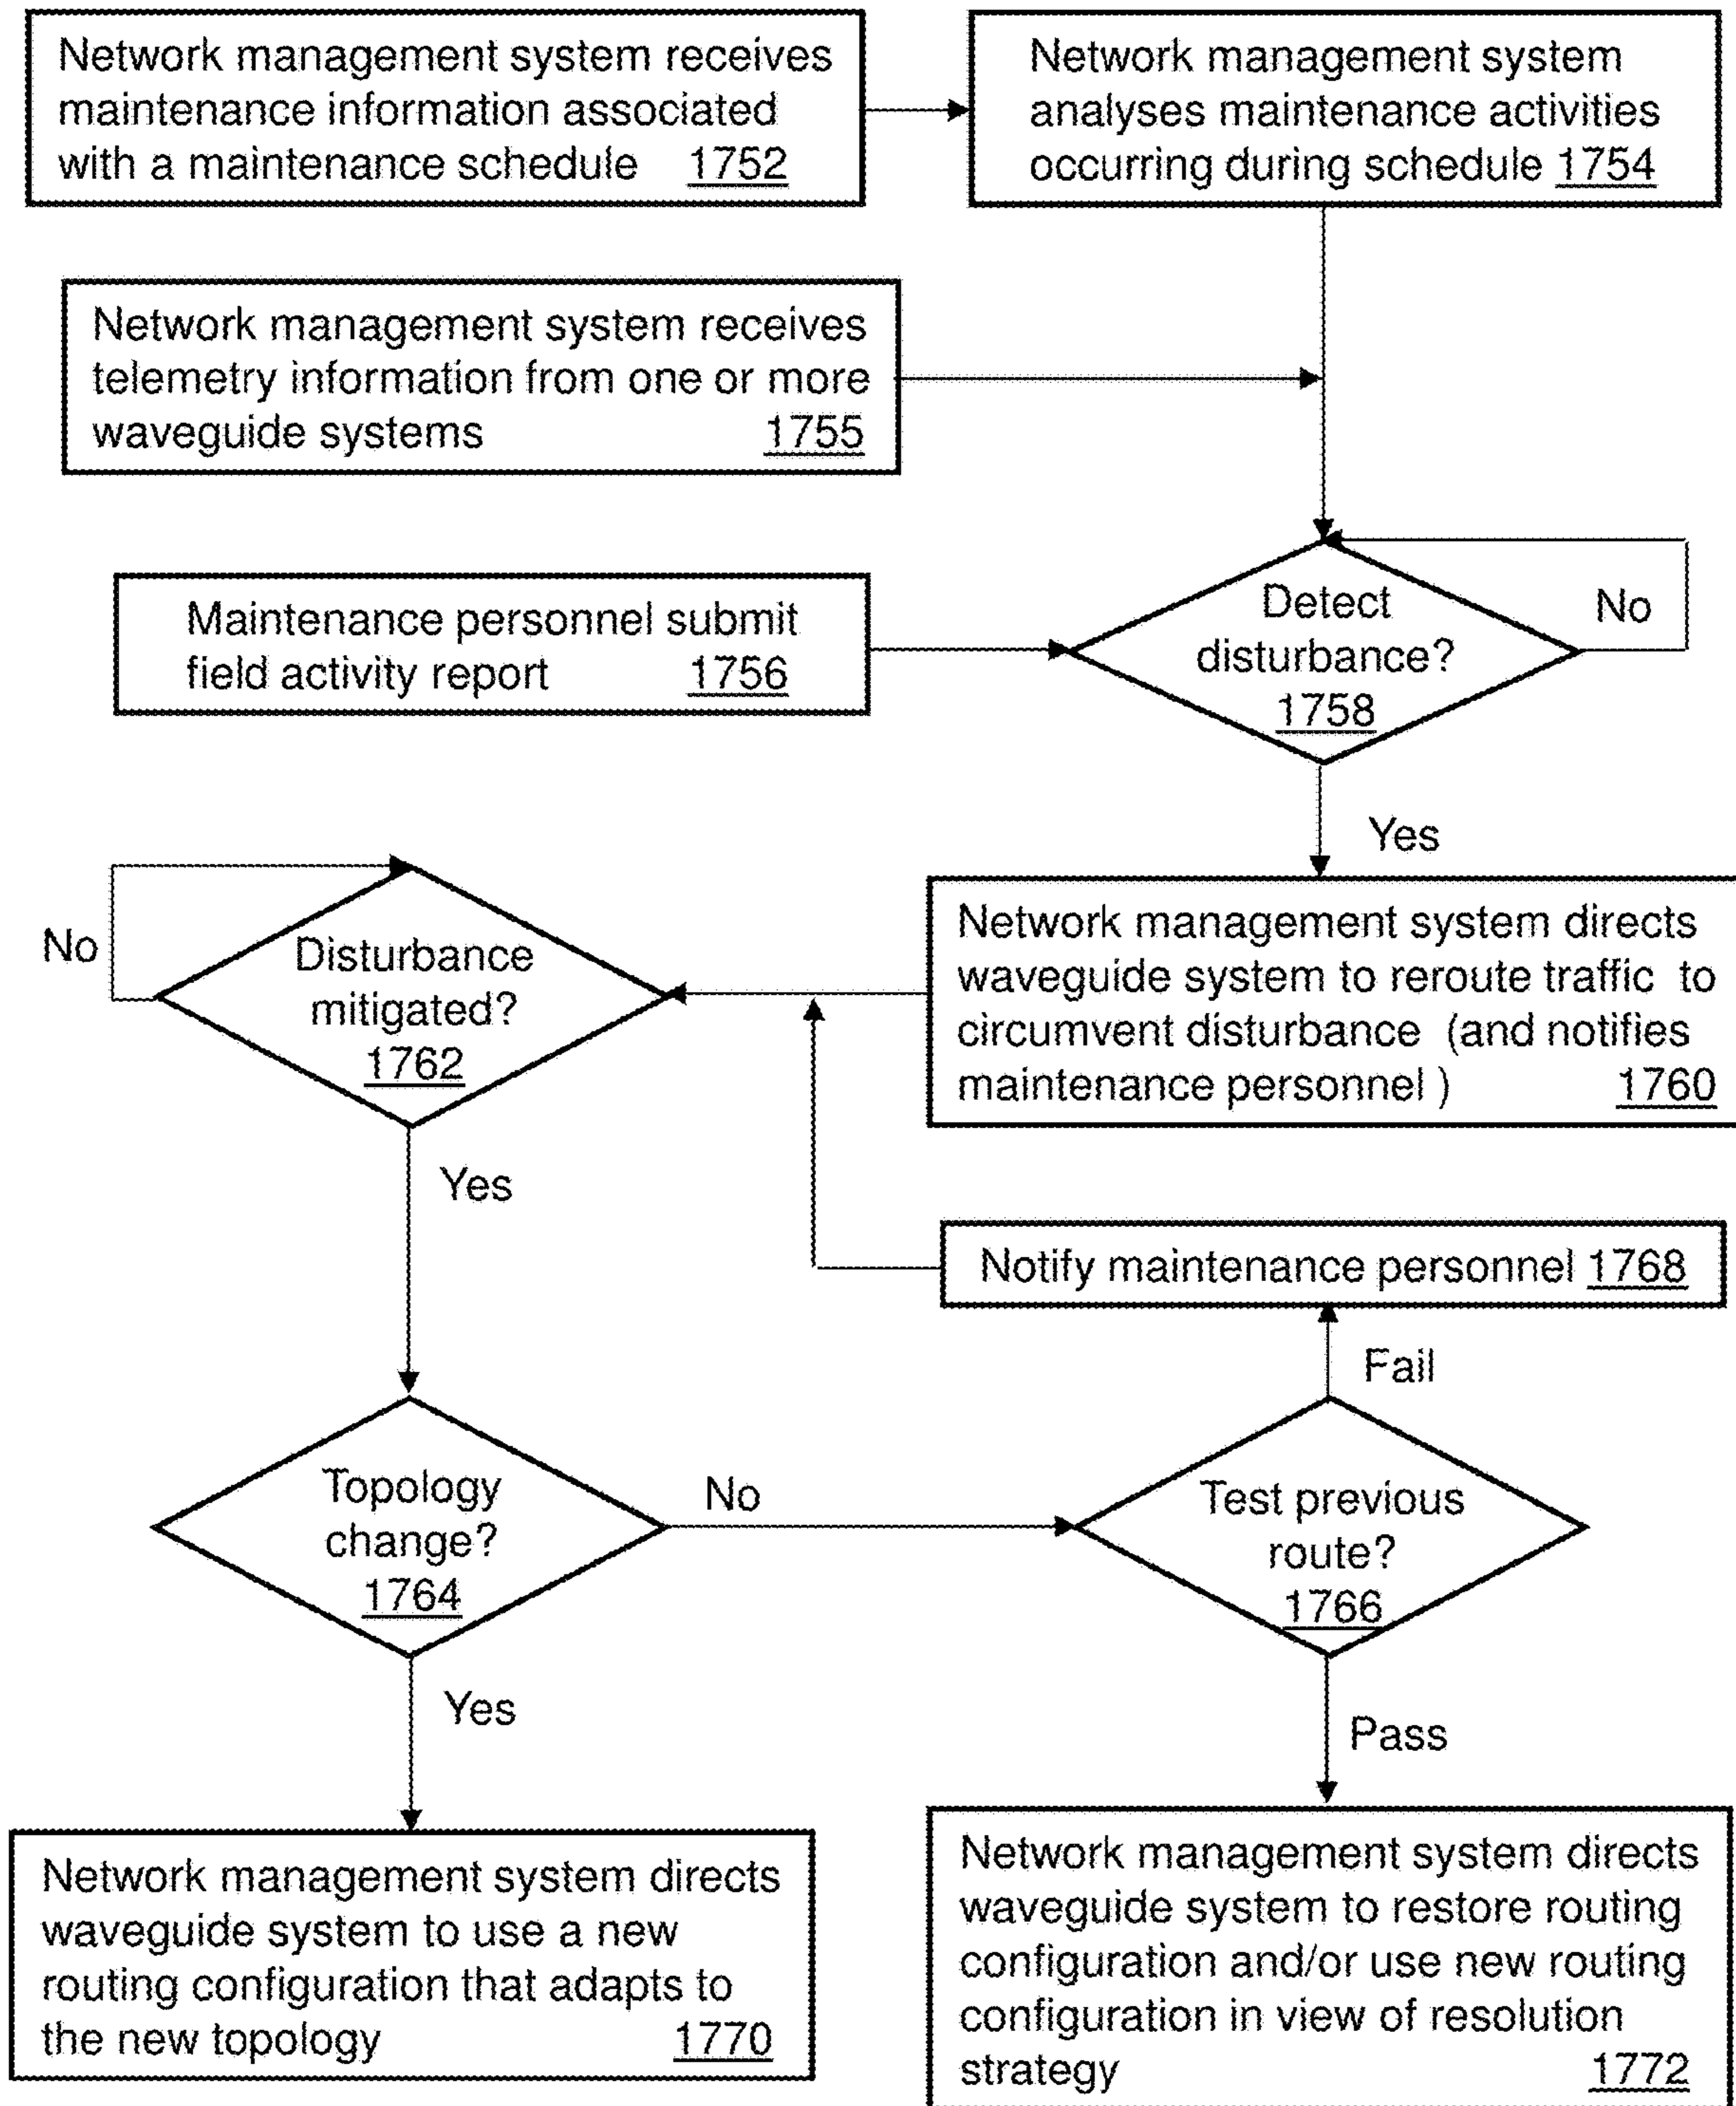 Network management system receives
maintenance information associated
with a maintenance schedule 1752
Network management system
analyses maintenance activities
occurring during schedule 1754
Network management system receives
telemetry information from one or more
waveguide systems 1755
Maintenance personnel submit
field activity report 1756
Detect
disturbance?
1758
No
Yes
Network management system directs
waveguide system to reroute traffic to
circumvent disturbance (and notifies
maintenance personnel ) 1760
No
Disturbance
mitigated?
1762
Yes
Notify maintenance personnel 1768
Fail
Topology
change?
1764
No
Test previous
route?
1766
Yes
Pass
Network management system directs
waveguide system to use a new
routing configuration that adapts to
the new topology 1770
Network management system directs
waveguide system to restore routing
configuration and/or use new routing
configuration in view of resolution
strategy 1772